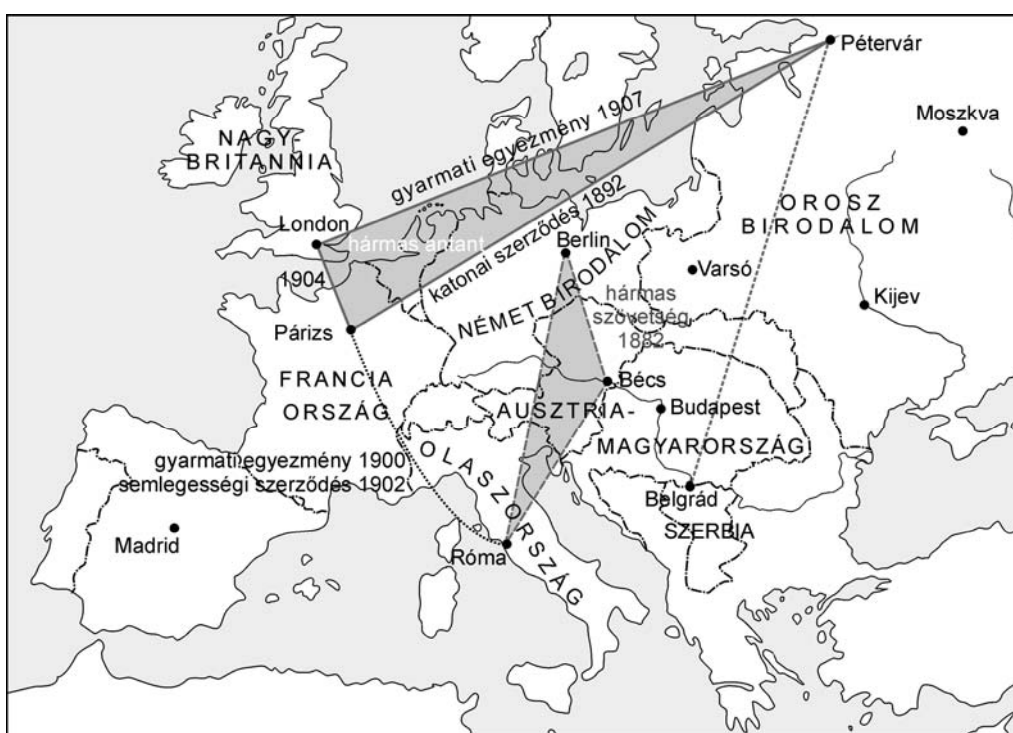 Pétervár
Moszkva
NAGY-
BRITANNIA
gyarmati egyezmény 1907
OROSZ
BIRODALOM
London
hármas antant
katonai szerződés 1892
Berlin
1904
Varsó
NÉMET BIRODALOM
hármas
szövetség
1882
Kijev
Párizs
FRANCIA
ORSZÁG
Bécs
AUSZTRIA-
Budapest
MAGYARORSZÁG
gyarmati egyezmény 1900
semlegességi szerződés 1902
OLASZORSZÁG
Belgrád
SZERBIA
Madrid
Róma